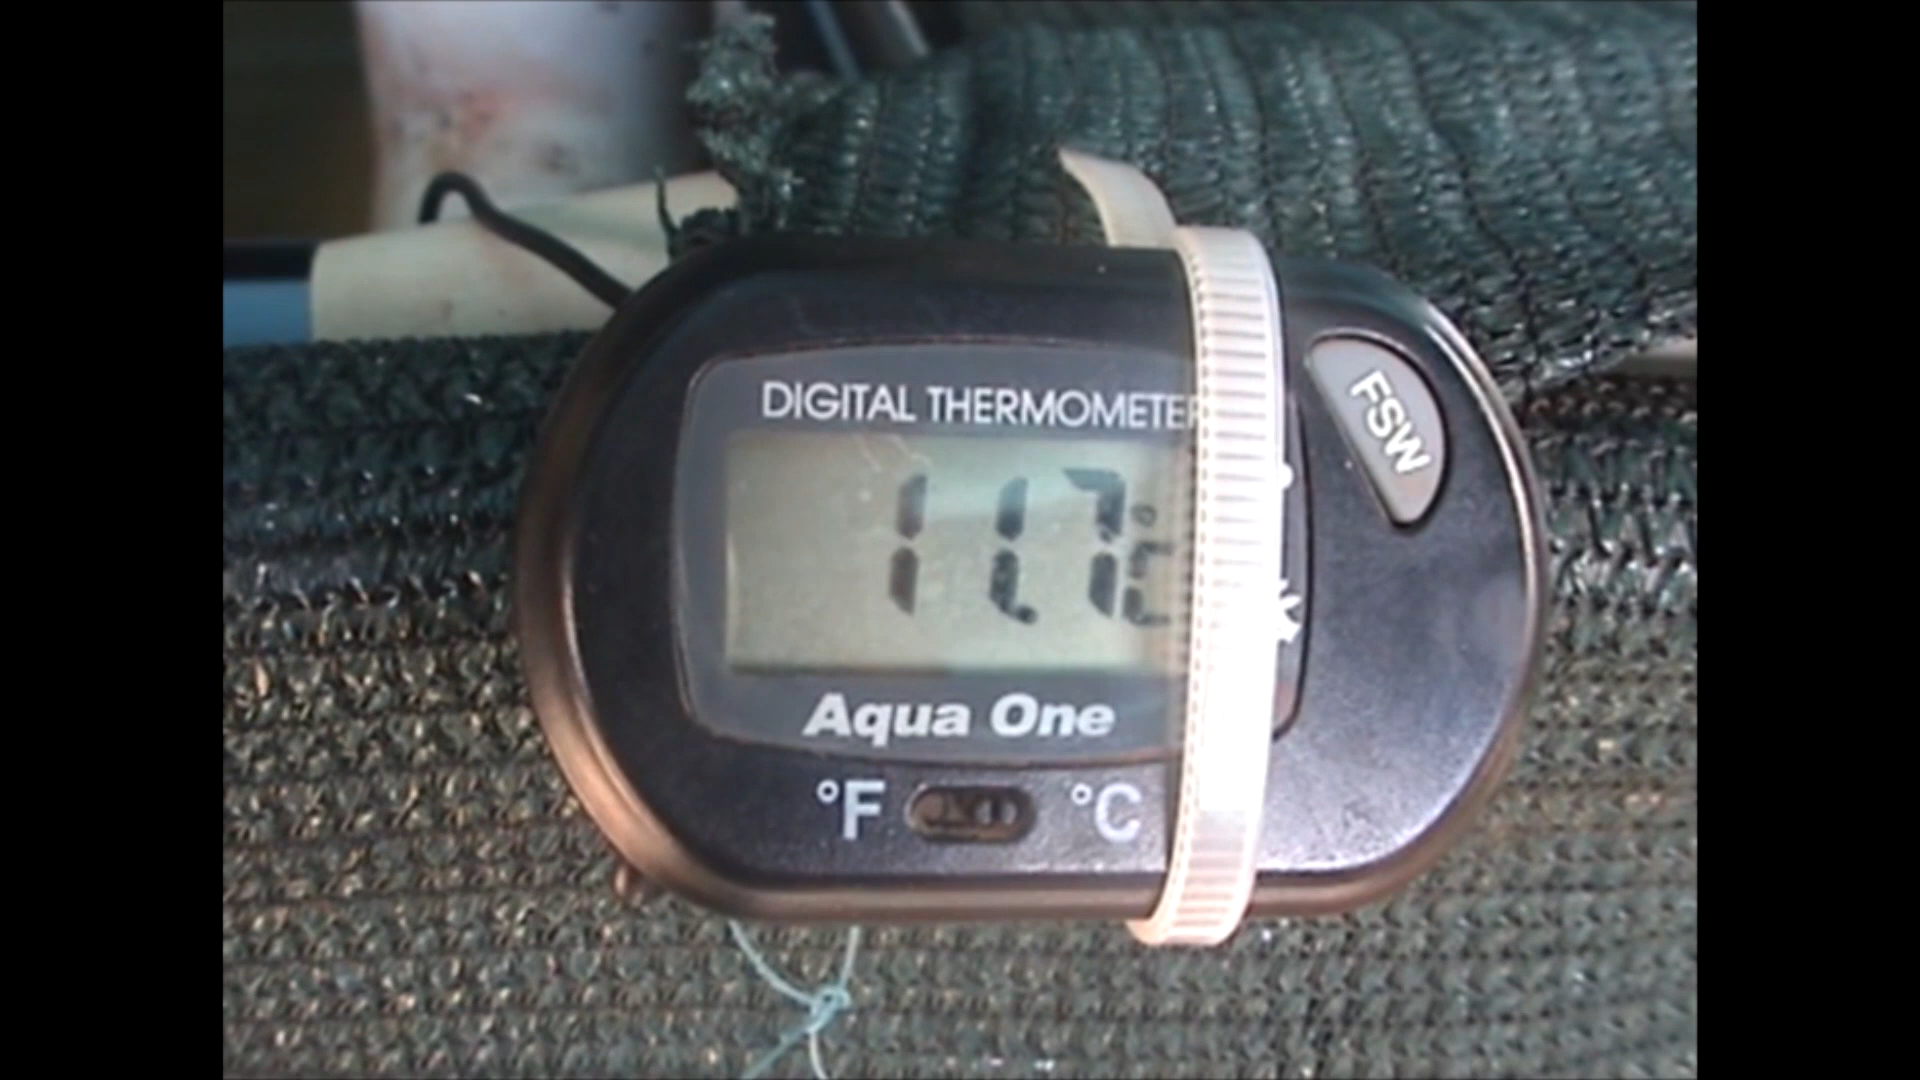 DIGITAL THERMOMETER
FSW
11.7°C
Aqua One
°F °C